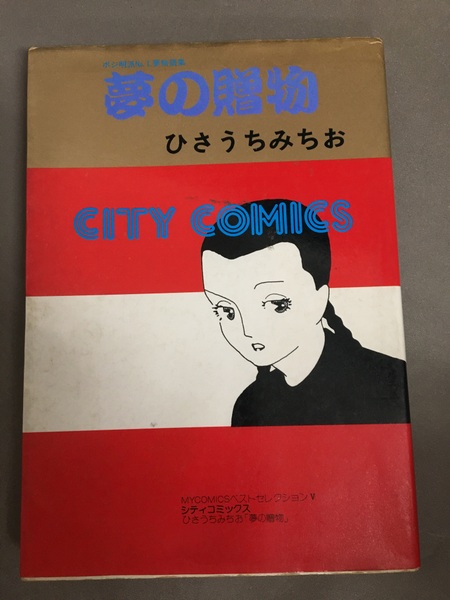 夢の贈物
ひさうちみちお
CITY COMICS
MYCOMICSベストセレクションV
シティコミックス
ひさうちみちお「夢の贈物」